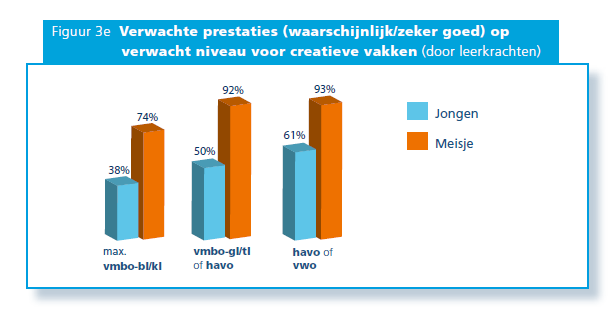 Figuur 3e Verwachte prestaties (waarschijnlijk/zeker goed) op
verwacht niveau voor creatieve vakken (door leerkrachten)
38%
74%
50%
92%
61%
93%
Jongen
Meisje
max.
vmbo-bl/kl
vmbo-gl/tl
of havo
havo of
vwo